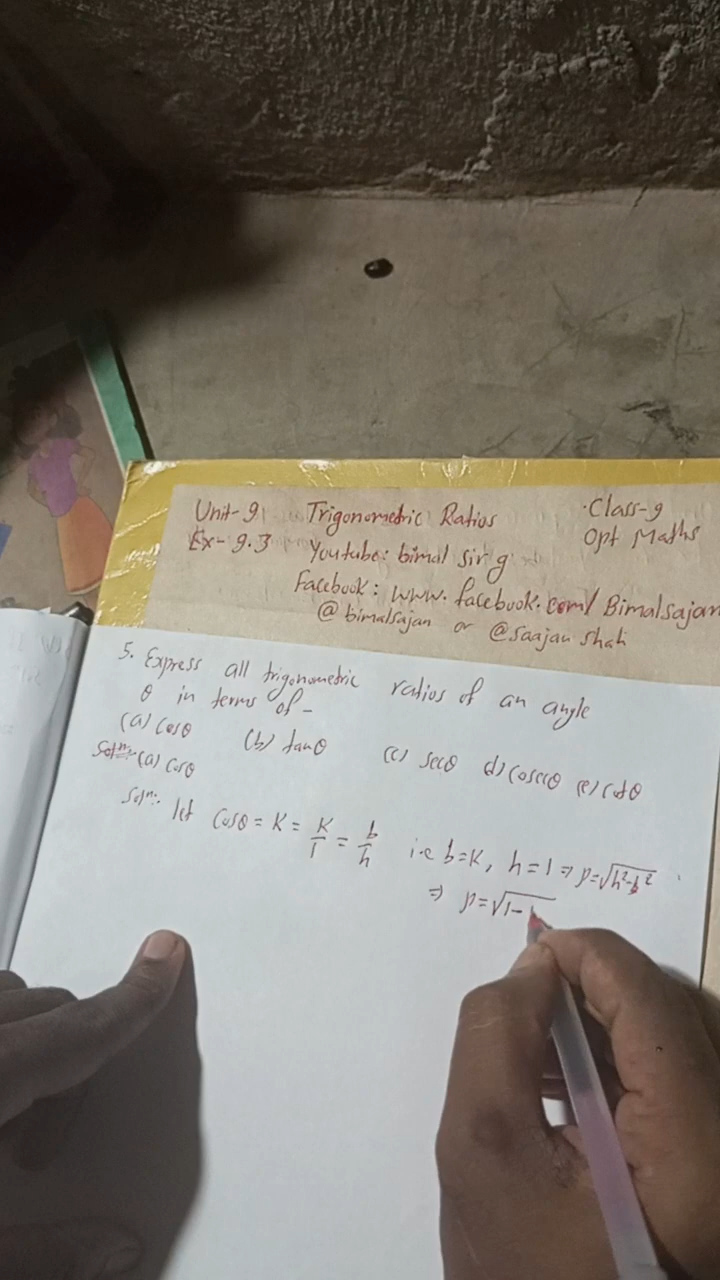 Unit-9 Trigonometric Ratios Class-9
Ex-9.3 Youtube: bimal sir g Opt Maths
Facebook: www.facebook.com/Bimalsajan
@bimalsajan or @saajan shah
5. Express all trigonometric ratios of an angle
θ in terms of -
(a) cosθ (b) tanθ (c) secθ d) cosecθ (e) cotθ
Solⁿ:- (a) cosθ
Solⁿ: let cosθ = K = K/1 = b/h i.e b=K, h=1 ⇒ p=√h²-b²
⇒ p=√1-